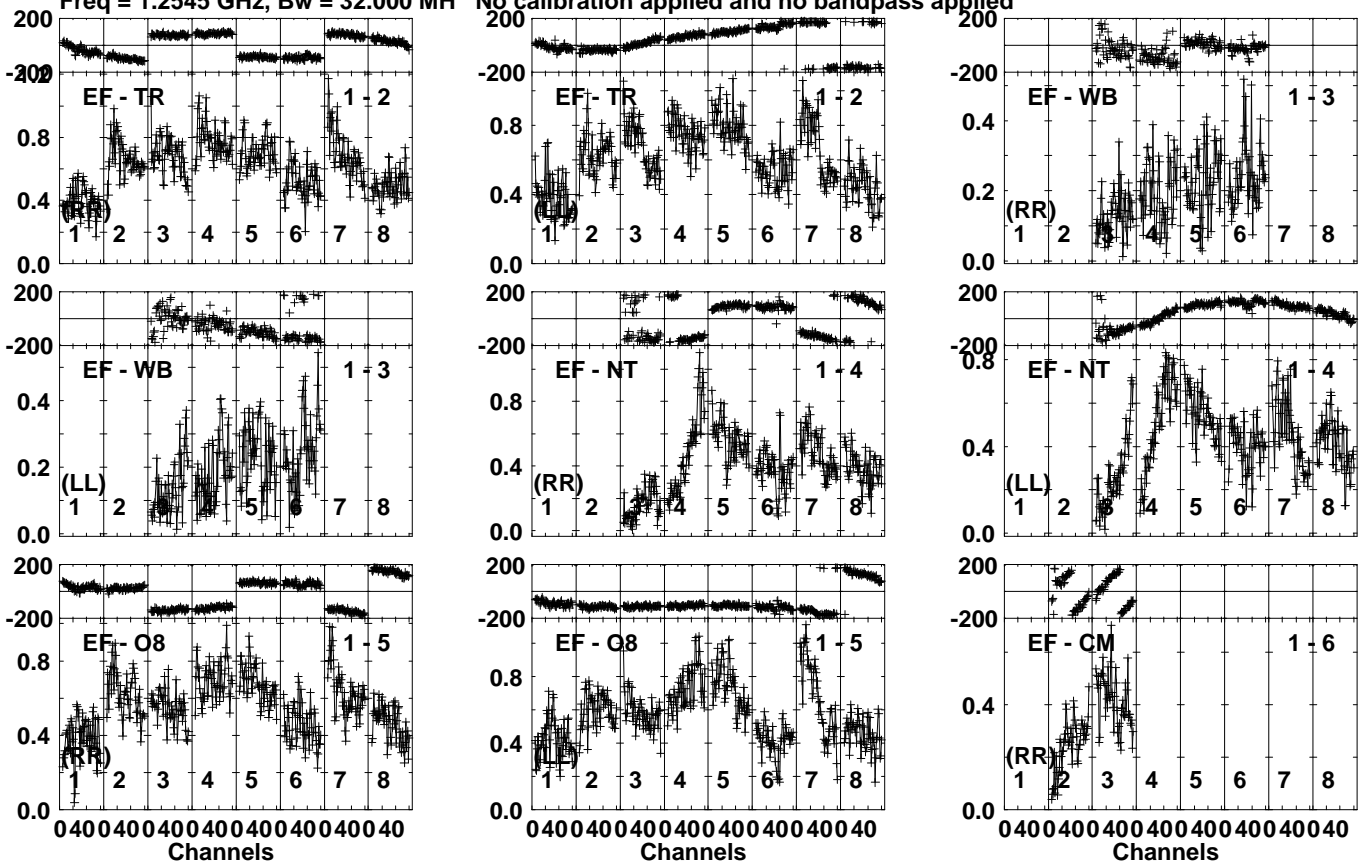 Freq = 1.2545 GHz, Bw = 32.000 MH No calibration applied and no bandpass applied
200 200 200
-200 -200 -200
1.2
EF - TR 1 - 2 EF - TR 1 - 2 EF - WB 1 - 3
0.8 0.8 0.4
0.4 0.4 0.2
(RR) (LL) (RR)
1 2 3 4 5 6 7 8 1 2 3 4 5 6 7 8 1 2 3 4 5 6 7 8
0.0 0.0 0.0
200 200 200
-200 -200 -200
EF - WB 1 - 3 EF - NT 1 - 4 EF - NT 1 - 4
0.4 0.8 0.8
0.2 0.4 0.4
(LL) (RR) (LL)
1 2 3 4 5 6 7 8 1 2 3 4 5 6 7 8 1 2 3 4 5 6 7 8
0.0 0.0 0.0
200 200 200
-200 -200 -200
EF - O8 1 - 5 EF - O8 1 - 5 EF - CM 1 - 6
0.8 0.8 0.4
0.4 0.4
(RR) (LL) (RR)
1 2 3 4 5 6 7 8 1 2 3 4 5 6 7 8 1 2 3 4 5 6 7 8
0.0 0.0 0.0
0 40 0 40 0 40 0 40 0 40 0 40 0 40 0 40 0 40 0 40 0 40 0 40 0 40 0 40 0 40 0 40 0 40 0 40 0 40 0 40 0 40 0 40 0 40 0 40
Channels Channels Channels